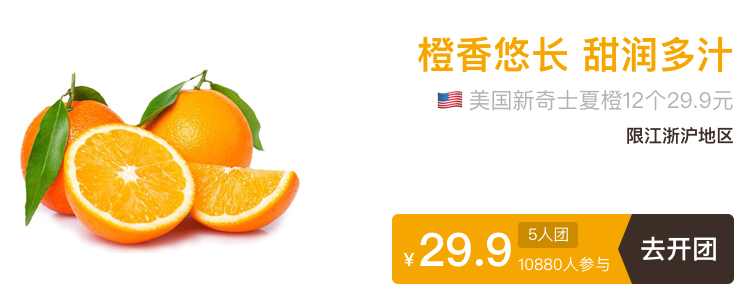 橙香悠长 甜润多汁
🇺🇸 美国新奇士夏橙12个29.9元
限江浙沪地区
¥29.9 5人团
10880人参与
去开团